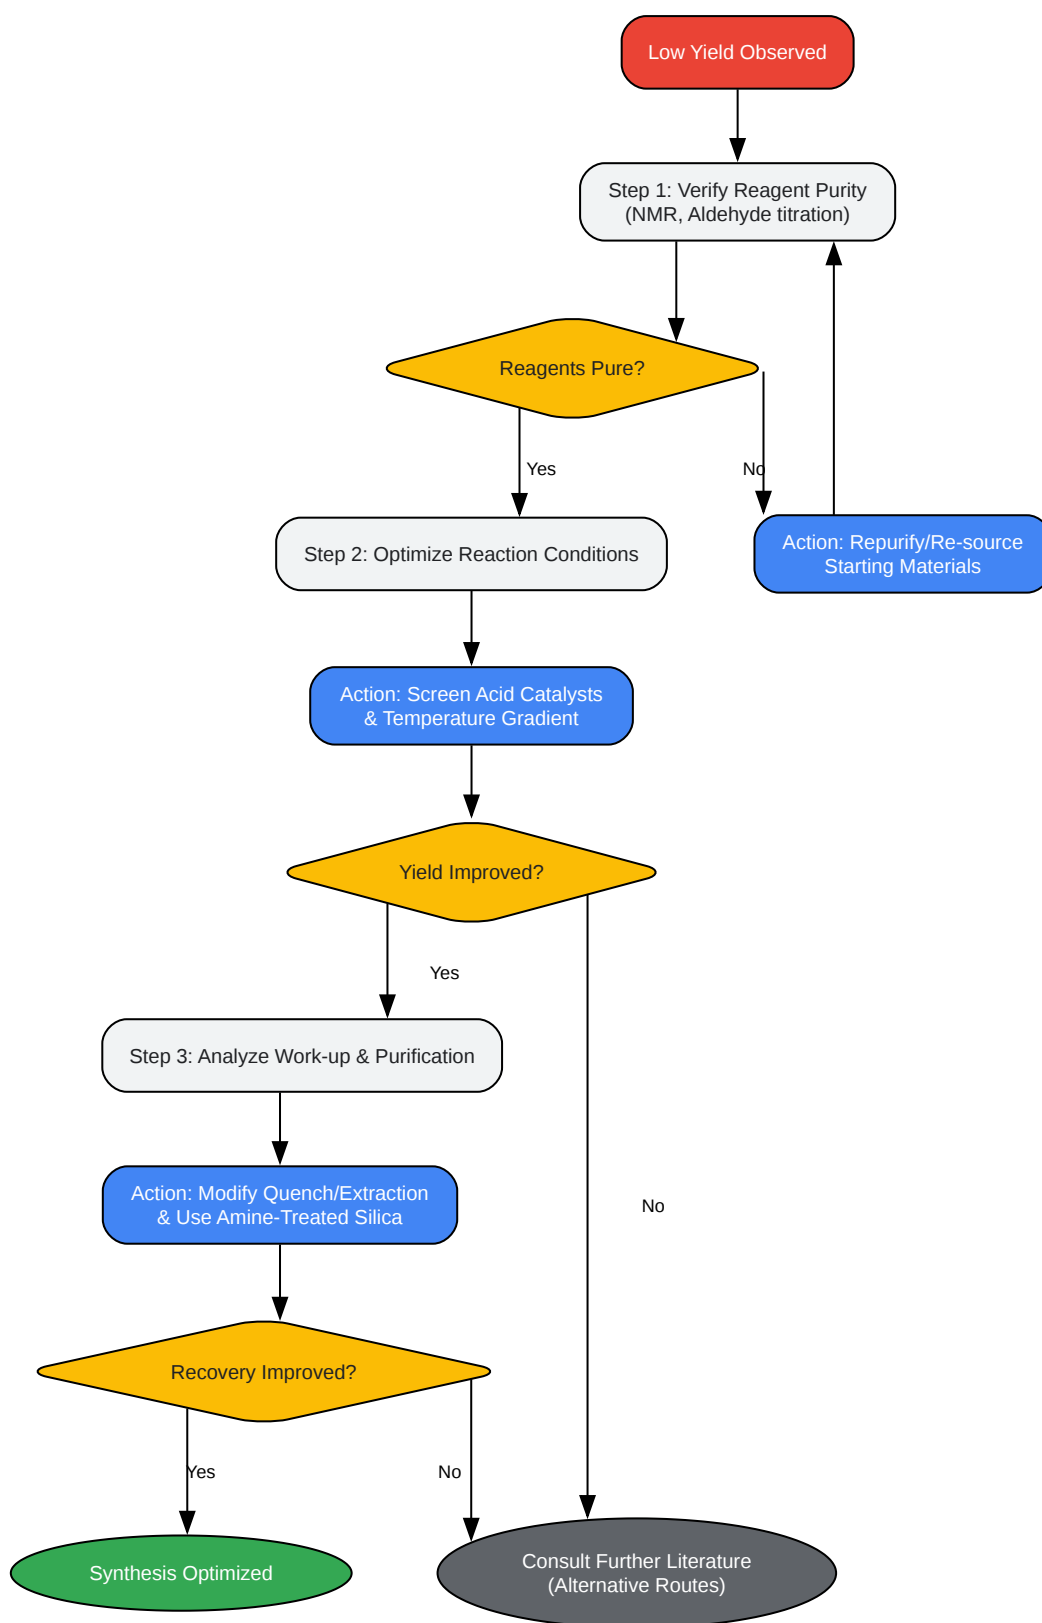 Low Yield Observed
Step 1: Verify Reagent Purity
(NMR, Aldehyde titration)
Reagents Pure?
Yes
No
Step 2: Optimize Reaction Conditions
Action: Repurify/Re-source
Starting Materials
Action: Screen Acid Catalysts
& Temperature Gradient
Yield Improved?
Yes
Step 3: Analyze Work-up & Purification
Action: Modify Quench/Extraction
& Use Amine-Treated Silica
No
Recovery Improved?
Yes
No
Synthesis Optimized
Consult Further Literature
(Alternative Routes)